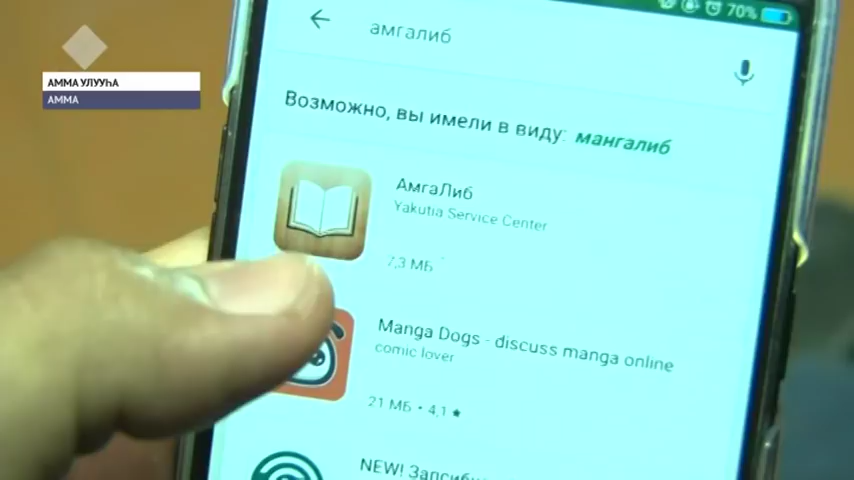 70%
амгалиб
АММА УЛУУҺА
АММА
Возможно, вы имели в виду: мангалиб
АмгаЛиб
Yakutia Service Center
7,3 МБ
Manga Dogs - discuss manga online
comic lover
21 МБ • 4,1 ★
NEW!